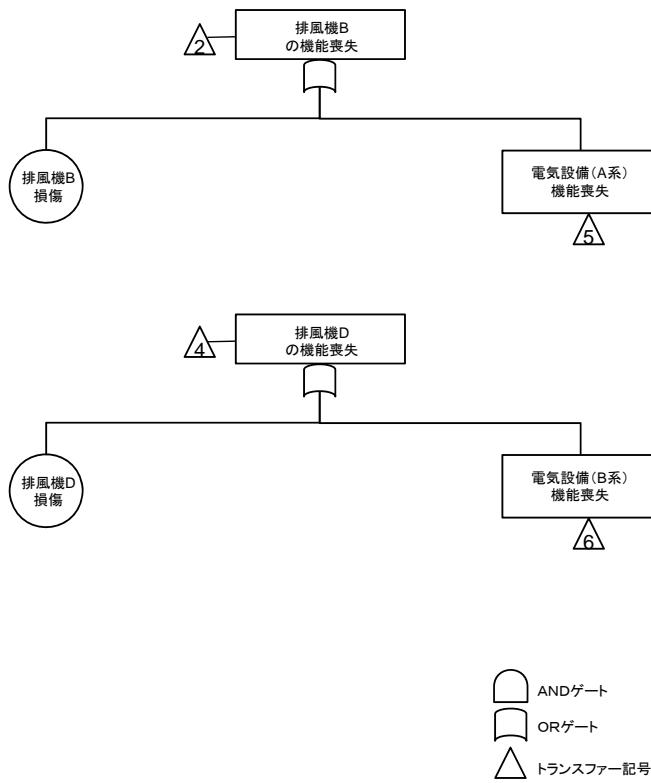 排風機B
の機能喪失
2
排風機B
損傷
電気設備(A系)
機能喪失
5
排風機D
の機能喪失
4
排風機D
損傷
電気設備(B系)
機能喪失
6
ANDゲート
ORゲート
トランスファー記号